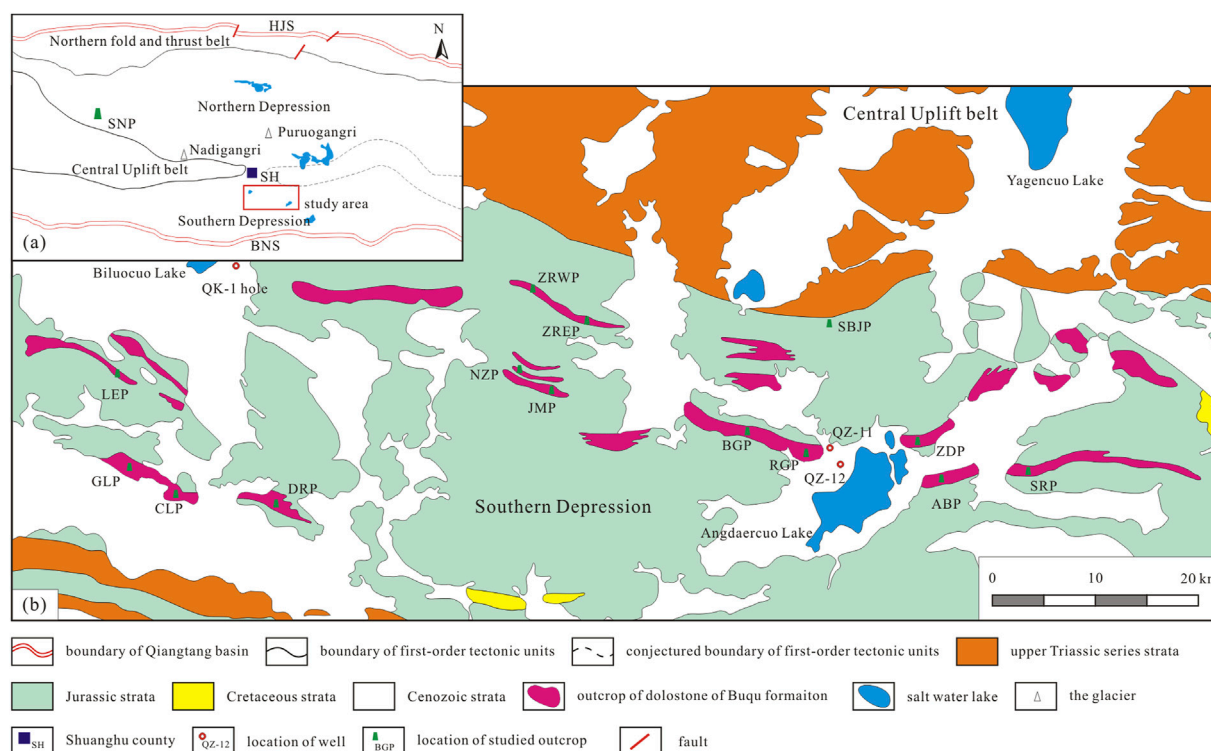 HJS
Northern fold and thrust belt
N
Northern Depression
SNP
Puruogangri
Nadigangri
Central Uplift belt
SH
study area
Southern Depression
(a)
BNS
Central Uplift belt
Yagencuo Lake
Biluocuo Lake
QK-1 hole
ZRWP
ZREP
SBJP
NZP
LEP
JMP
BGP
QZ-11
ZDP
RGP
QZ-12
GLP
DRP
SRP
CLP
ABP
Southern Depression
Angdaercuo Lake
0 10 20 km
(b)
boundary of Qiangtang basin
boundary of first-order tectonic units
conjectured boundary of first-order tectonic units
upper Triassic series strata
Jurassic strata
Cretaceous strata
Cenozoic strata
outcrop of dolostone of Buqu formaiton
salt water lake
the glacier
SH
Shuanghu county
QZ-12
location of well
BGP
location of studied outcrop
fault